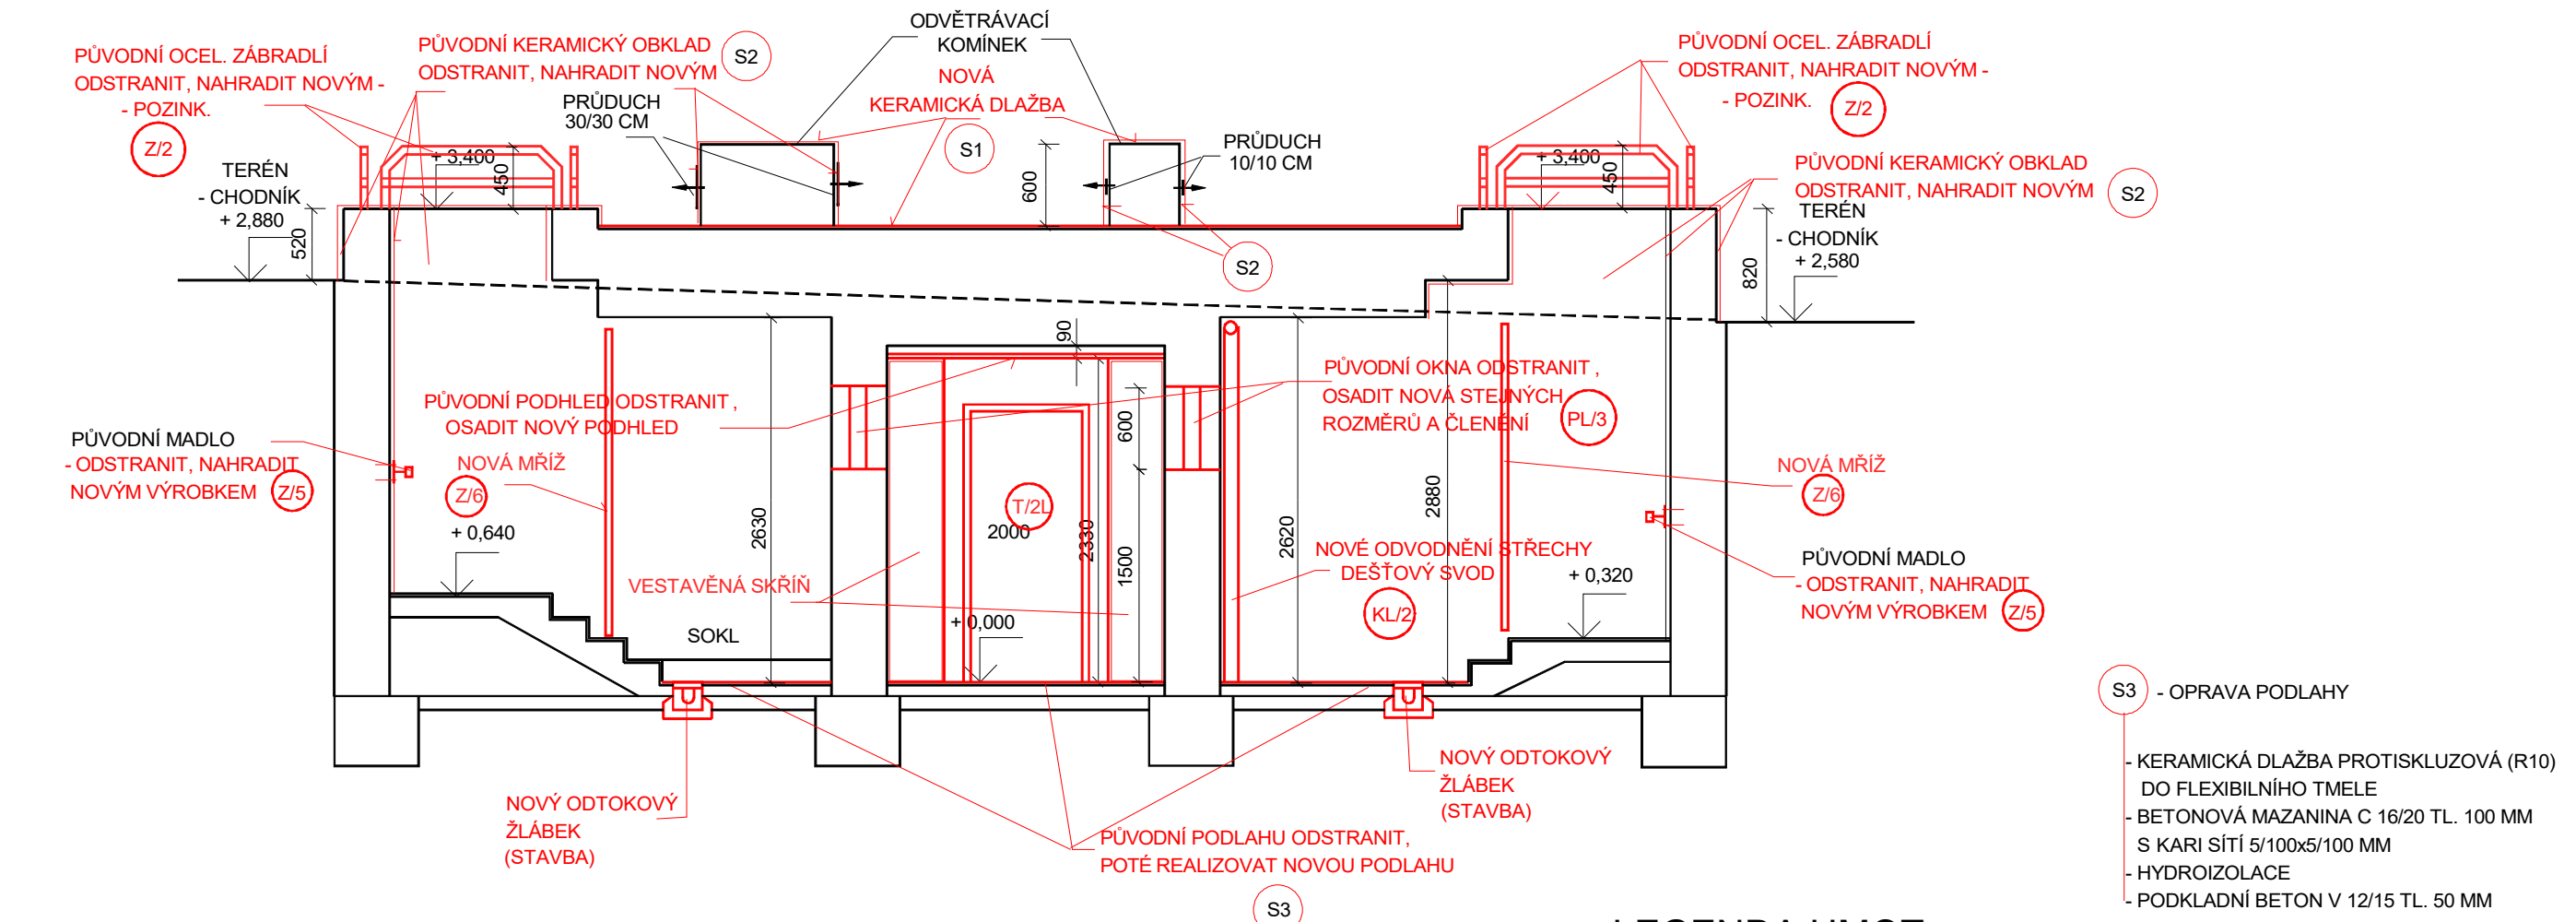 ODVĚTRÁVACÍ
KOMÍNEK
PŮVODNÍ OCEL. ZÁBRADLÍ
ODSTRANIT, NAHRADIT NOVÝM -
- POZINK.
Z/2
PŮVODNÍ KERAMICKÝ OBKLAD
ODSTRANIT, NAHRADIT NOVÝM
S2
NOVÁ
KERAMICKÁ DLAŽBA
S1
PRŮDUCH
30/30 CM
PRŮDUCH
10/10 CM
PŮVODNÍ OCEL. ZÁBRADLÍ
ODSTRANIT, NAHRADIT NOVÝM -
- POZINK.
Z/2
PŮVODNÍ KERAMICKÝ OBKLAD
ODSTRANIT, NAHRADIT NOVÝM
S2
TERÉN
- CHODNÍK
+ 2,880
520
+ 3,400
450
600
+ 3,400
450
TERÉN
- CHODNÍK
+ 2,580
820
S2
90
PŮVODNÍ PODHLED ODSTRANIT ,
OSADIT NOVÝ PODHLED
PŮVODNÍ OKNA ODSTRANIT ,
OSADIT NOVÁ STEJNÝCH
ROZMĚRŮ A ČLENĚNÍ
PL/3
PŮVODNÍ MADLO
- ODSTRANIT, NAHRADIT
NOVÝM VÝROBKEM
Z/5
NOVÁ MŘÍŽ
Z/6
+ 0,640
2630
T/2L
2000
2330
600
1500
2620
2880
NOVÁ MŘÍŽ
Z/6
NOVÉ ODVODNĚNÍ STŘECHY
DEŠŤOVÝ SVOD
KL/2
+ 0,320
PŮVODNÍ MADLO
- ODSTRANIT, NAHRADIT
NOVÝM VÝROBKEM
Z/5
VESTAVĚNÁ SKŘÍŇ
SOKL
+ 0,000
NOVÝ ODTOKOVÝ
ŽLÁBEK
(STAVBA)
NOVÝ ODTOKOVÝ
ŽLÁBEK
(STAVBA)
PŮVODNÍ PODLAHU ODSTRANIT,
POTÉ REALIZOVAT NOVOU PODLAHU
S3
S3 - OPRAVA PODLAHY
- KERAMICKÁ DLAŽBA PROTISKLUZOVÁ (R10)
DO FLEXIBILNÍHO TMELE
- BETONOVÁ MAZANINA C 16/20 TL. 100 MM
S KARI SÍTÍ 5/100x5/100 MM
- HYDROIZOLACE
- PODKLADNÍ BETON V 12/15 TL. 50 MM
LEGENDA HMOT